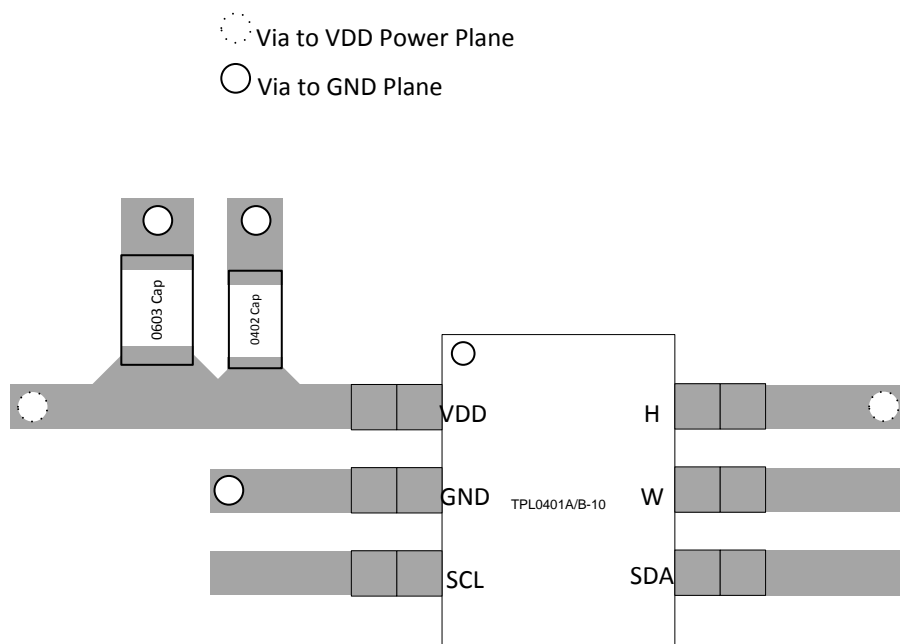 Via to VDD Power Plane
Via to GND Plane
0603 Cap
0402 Cap
VDD
H
GND
TPL0401A/B-10
W
SCL
SDA